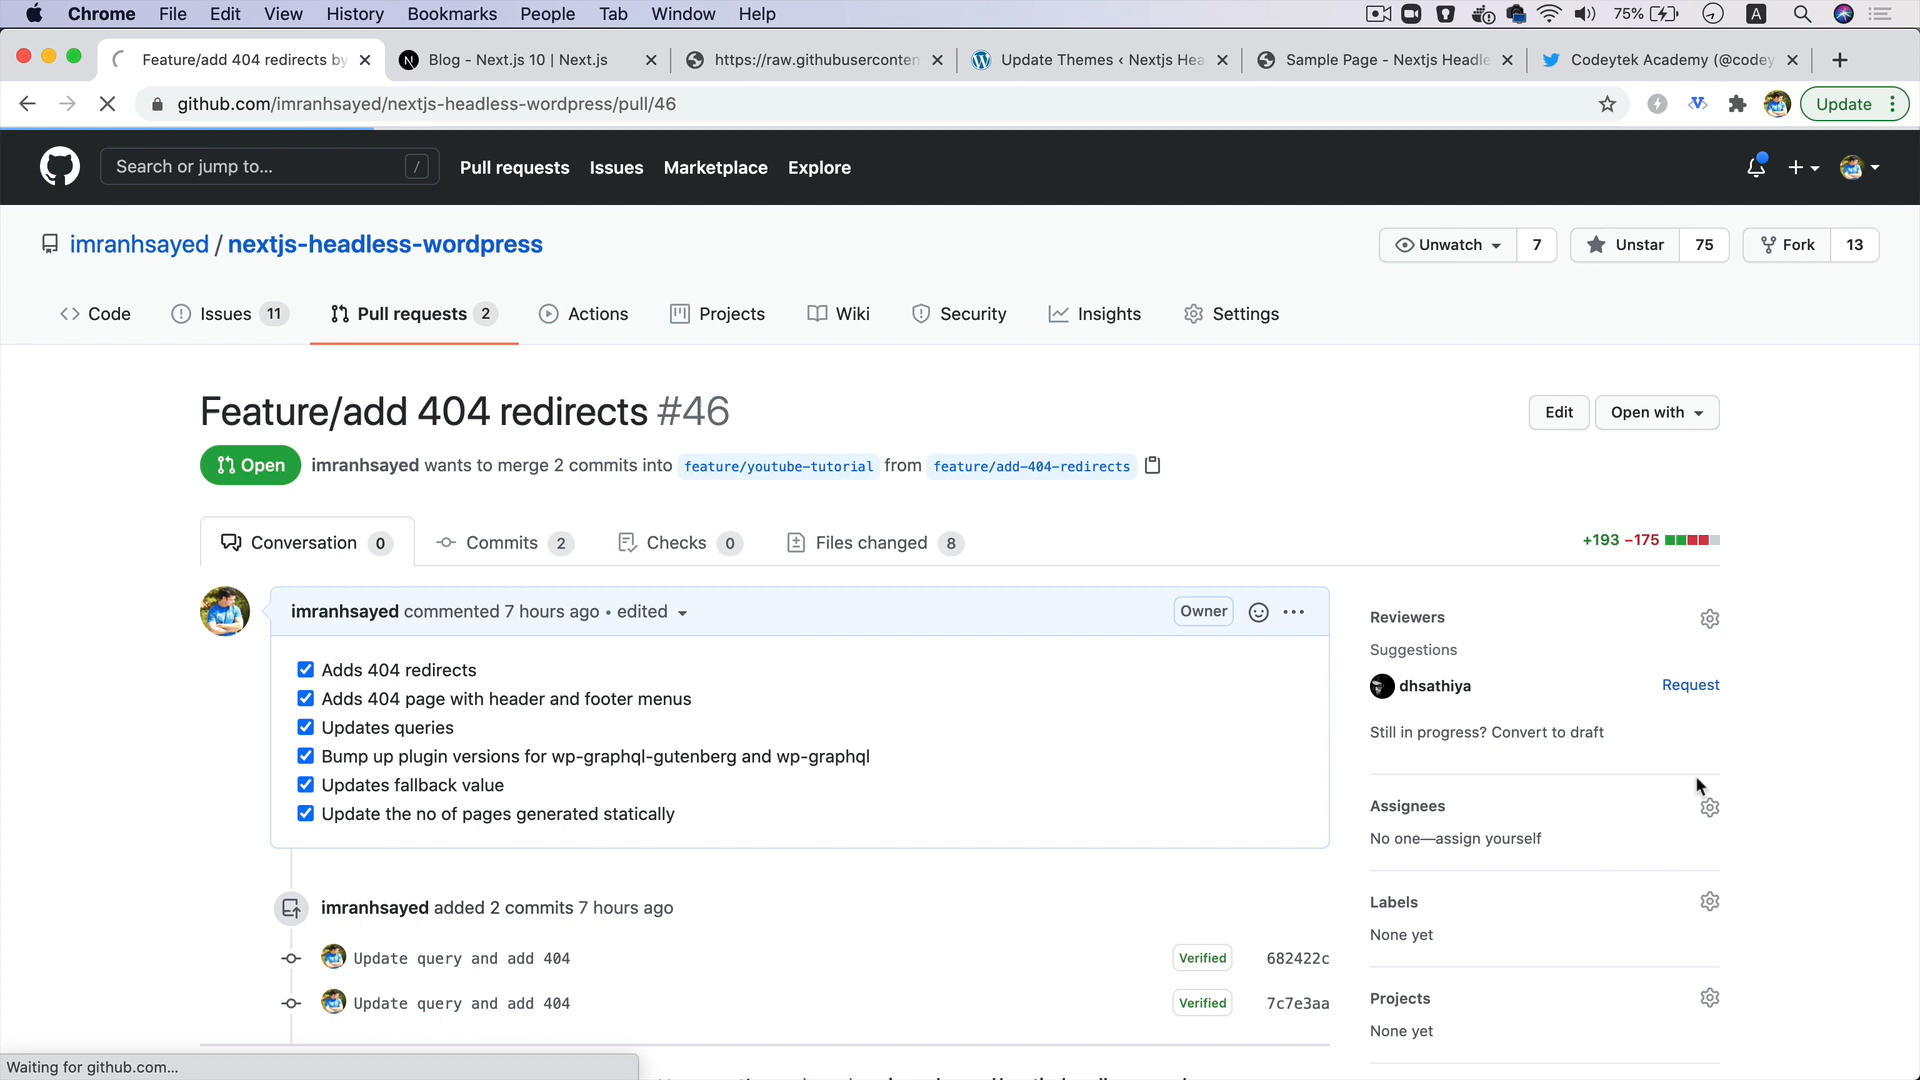 Chrome File Edit View History Bookmarks People Tab Window Help 75% A
Feature/add 404 redirects by Blog - Next.js 10 | Next.js https://raw.githubuserconten Update Themes ‹ Nextjs Hea Sample Page - Nextjs Headle Codeytek Academy (@codey
github.com/imranhsayed/nextjs-headless-wordpress/pull/46 Update
Search or jump to... / Pull requests Issues Marketplace Explore
imranhsayed / nextjs-headless-wordpress Unwatch 7 Unstar 75 Fork 13
Code Issues 11 Pull requests 2 Actions Projects Wiki Security Insights Settings
Feature/add 404 redirects #46 Edit Open with
Open imranhsayed wants to merge 2 commits into feature/youtube-tutorial from feature/add-404-redirects
Conversation 0 Commits 2 Checks 0 Files changed 8 +193 −175
imranhsayed commented 7 hours ago • edited Owner
Adds 404 redirects
Adds 404 page with header and footer menus
Updates queries
Bump up plugin versions for wp-graphql-gutenberg and wp-graphql
Updates fallback value
Update the no of pages generated statically
Reviewers
Suggestions
dhsathiya Request
Still in progress? Convert to draft
Assignees
No one—assign yourself
Labels
None yet
Projects
None yet
imranhsayed added 2 commits 7 hours ago
Update query and add 404 Verified 682422c
Update query and add 404 Verified 7c7e3aa
Waiting for github.com...